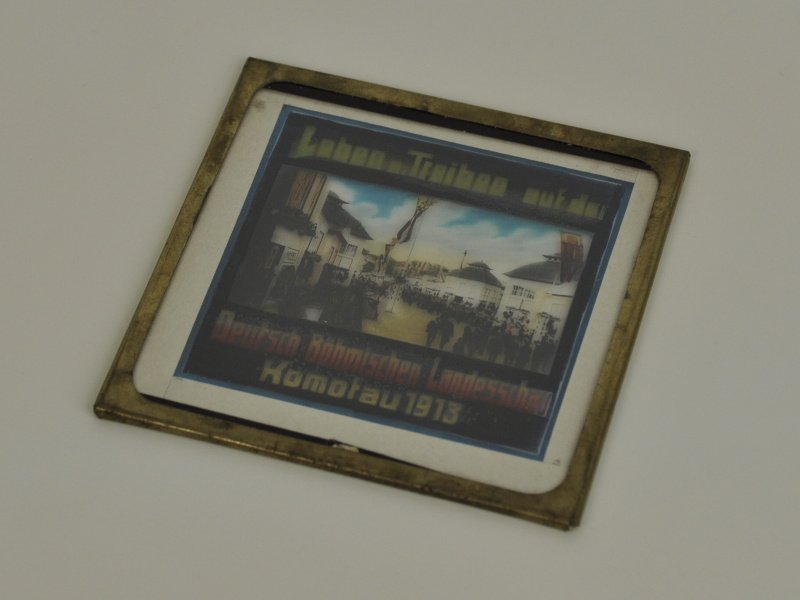 Leben u. Treiben auf der
Deutsch Böhmischen Landesschau
Komotau 1913